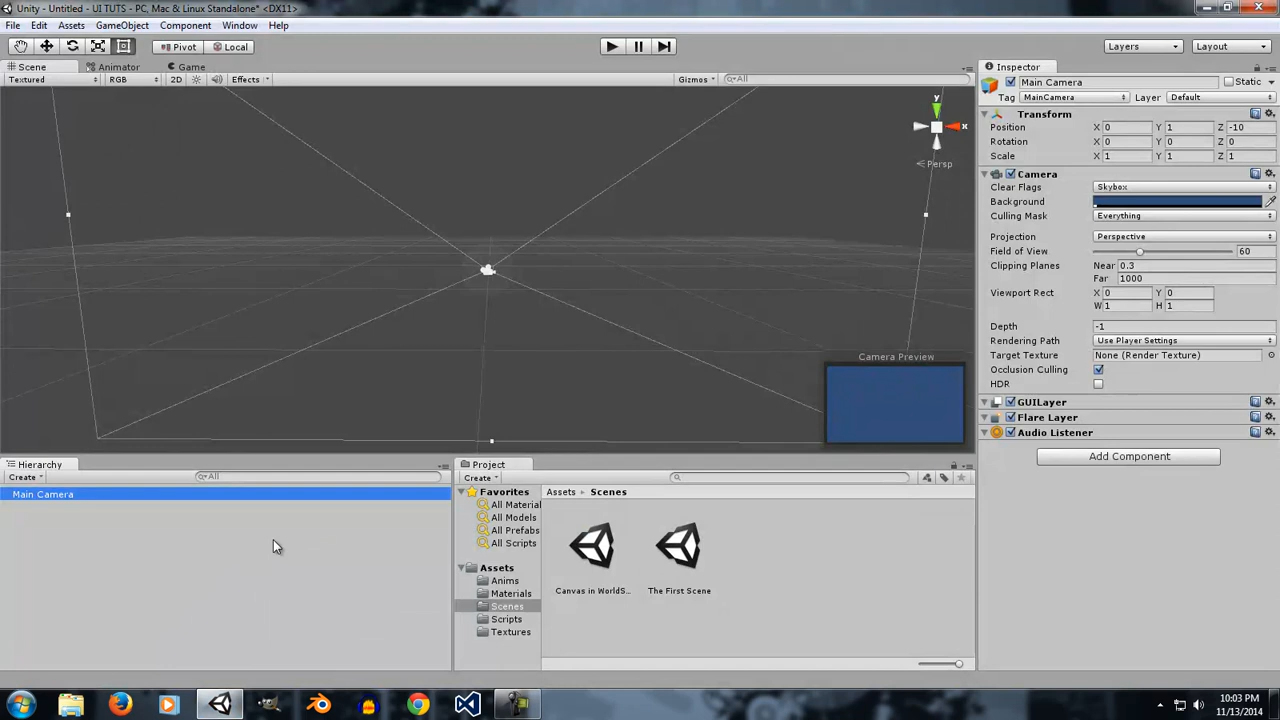 Unity - Untitled - UI TUTS - PC, Mac & Linux Standalone* <DX11>
File Edit Assets GameObject Component Window Help
Pivot Local Layers Layout
Scene Animator Game
Textured RGB 2D Effects Gizmos All
y
x
Persp
Camera Preview
Inspector
Main Camera Static
Tag MainCamera Layer Default
Transform
Position X 0 Y 1 Z -10
Rotation X 0 Y 0 Z 0
Scale X 1 Y 1 Z 1
Camera
Clear Flags Skybox
Background
Culling Mask Everything
Projection Perspective
Field of View 60
Clipping Planes Near 0.3
Far 1000
Viewport Rect X 0 Y 0
W 1 H 1
Depth -1
Rendering Path Use Player Settings
Target Texture None (Render Texture)
Occlusion Culling
HDR
GUILayer
Flare Layer
Audio Listener
Add Component
Hierarchy
Create All
Main Camera
Project
Create
Favorites
All Material
All Models
All Prefabs
All Scripts
Assets
Anims
Materials
Scenes
Scripts
Textures
Assets Scenes
Canvas in WorldS...
The First Scene
10:03 PM
11/13/2014